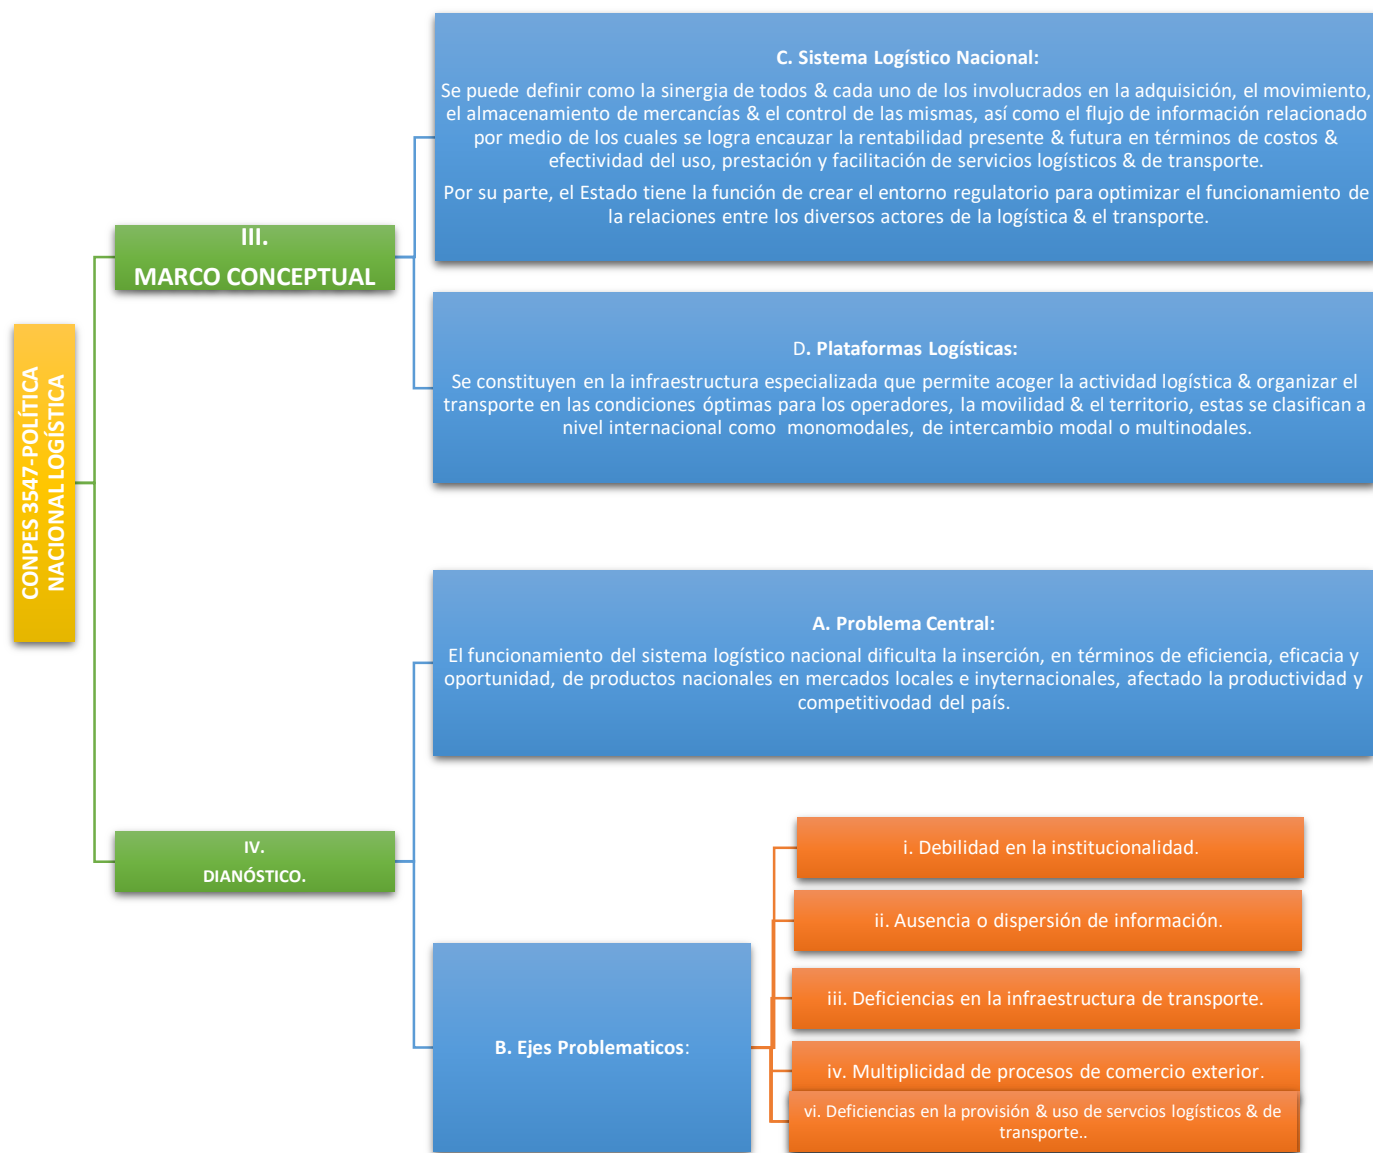 CONPES 3547-POLÍTICA
NACIONAL LOGÍSTICA
III.
MARCO CONCEPTUAL
C. Sistema Logístico Nacional:
Se puede definir como la sinergia de todos & cada uno de los involucrados en la adquisición, el movimiento,
el almacenamiento de mercancías & el control de las mismas, así como el flujo de información relacionado
por medio de los cuales se logra encauzar la rentabilidad presente & futura en términos de costos &
efectividad del uso, prestación y facilitación de servicios logísticos & de transporte.
Por su parte, el Estado tiene la función de crear el entorno regulatorio para optimizar el funcionamiento de
la relaciones entre los diversos actores de la logística & el transporte.
D. Plataformas Logísticas:
Se constituyen en la infraestructura especializada que permite acoger la actividad logística & organizar el
transporte en las condiciones óptimas para los operadores, la movilidad & el territorio, estas se clasifican a
nivel internacional como monomodales, de intercambio modal o multinodales.
IV.
DIANÓSTICO.
A. Problema Central:
El funcionamiento del sistema logístico nacional dificulta la inserción, en términos de eficiencia, eficacia y
oportunidad, de productos nacionales en mercados locales e inyternacionales, afectado la productividad y
competitivodad del país.
B. Ejes Problematicos:
i. Debilidad en la institucionalidad.
ii. Ausencia o dispersión de información.
iii. Deficiencias en la infraestructura de transporte.
iv. Multiplicidad de procesos de comercio exterior.
vi. Deficiencias en la provisión & uso de servcios logísticos & de
transporte..